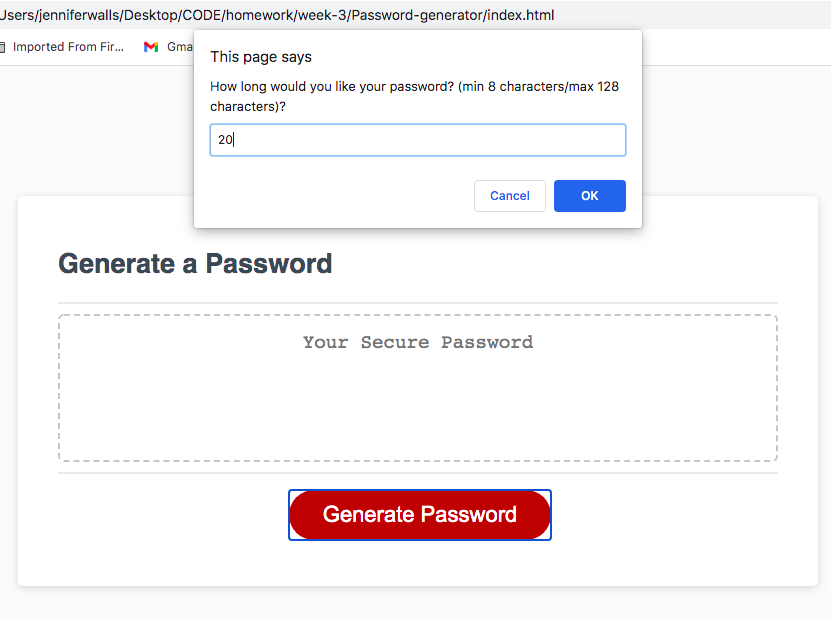 Users/jenniferwalls/Desktop/CODE/homework/week-3/Password-generator/index.html
Imported From Fir... Gma
This page says
How long would you like your password? (min 8 characters/max 128
characters)?
20
Cancel OK
Generate a Password
Your Secure Password
Generate Password